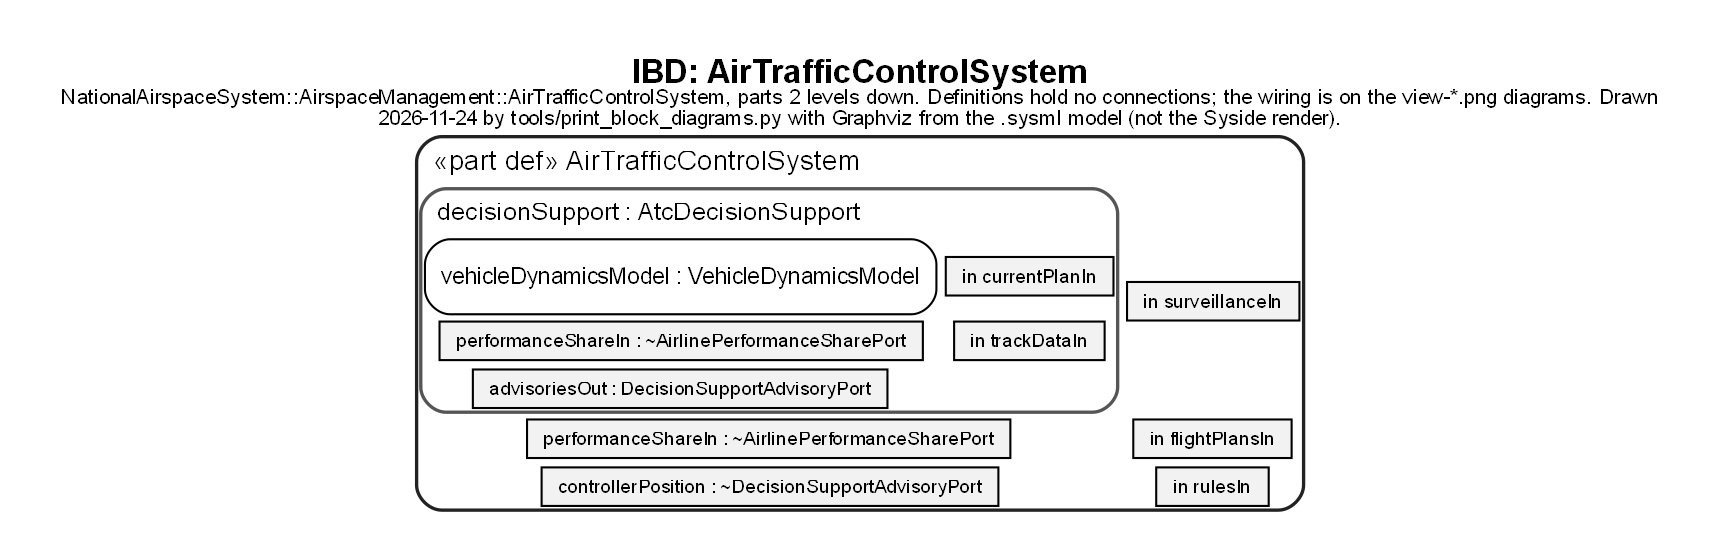 IBD: AirTrafficControlSystem
NationalAirspaceSystem::AirspaceManagement::AirTrafficControlSystem, parts 2 levels down. Definitions hold no connections; the wiring is on the view-*.png diagrams. Drawn
2026-11-24 by tools/print_block_diagrams.py with Graphviz from the .sysml model (not the Syside render).
«part def» AirTrafficControlSystem
decisionSupport : AtcDecisionSupport
vehicleDynamicsModel : VehicleDynamicsModel
in currentPlanIn
in surveillanceIn
performanceShareIn : ~AirlinePerformanceSharePort
in trackDataIn
advisoriesOut : DecisionSupportAdvisoryPort
performanceShareIn : ~AirlinePerformanceSharePort
in flightPlansIn
controllerPosition : ~DecisionSupportAdvisoryPort
in rulesIn